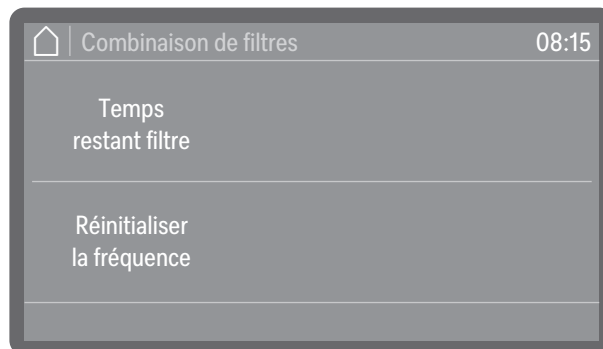 Combinaison de filtres 08:15
Temps
restant filtre
Réinitialiser
la fréquence